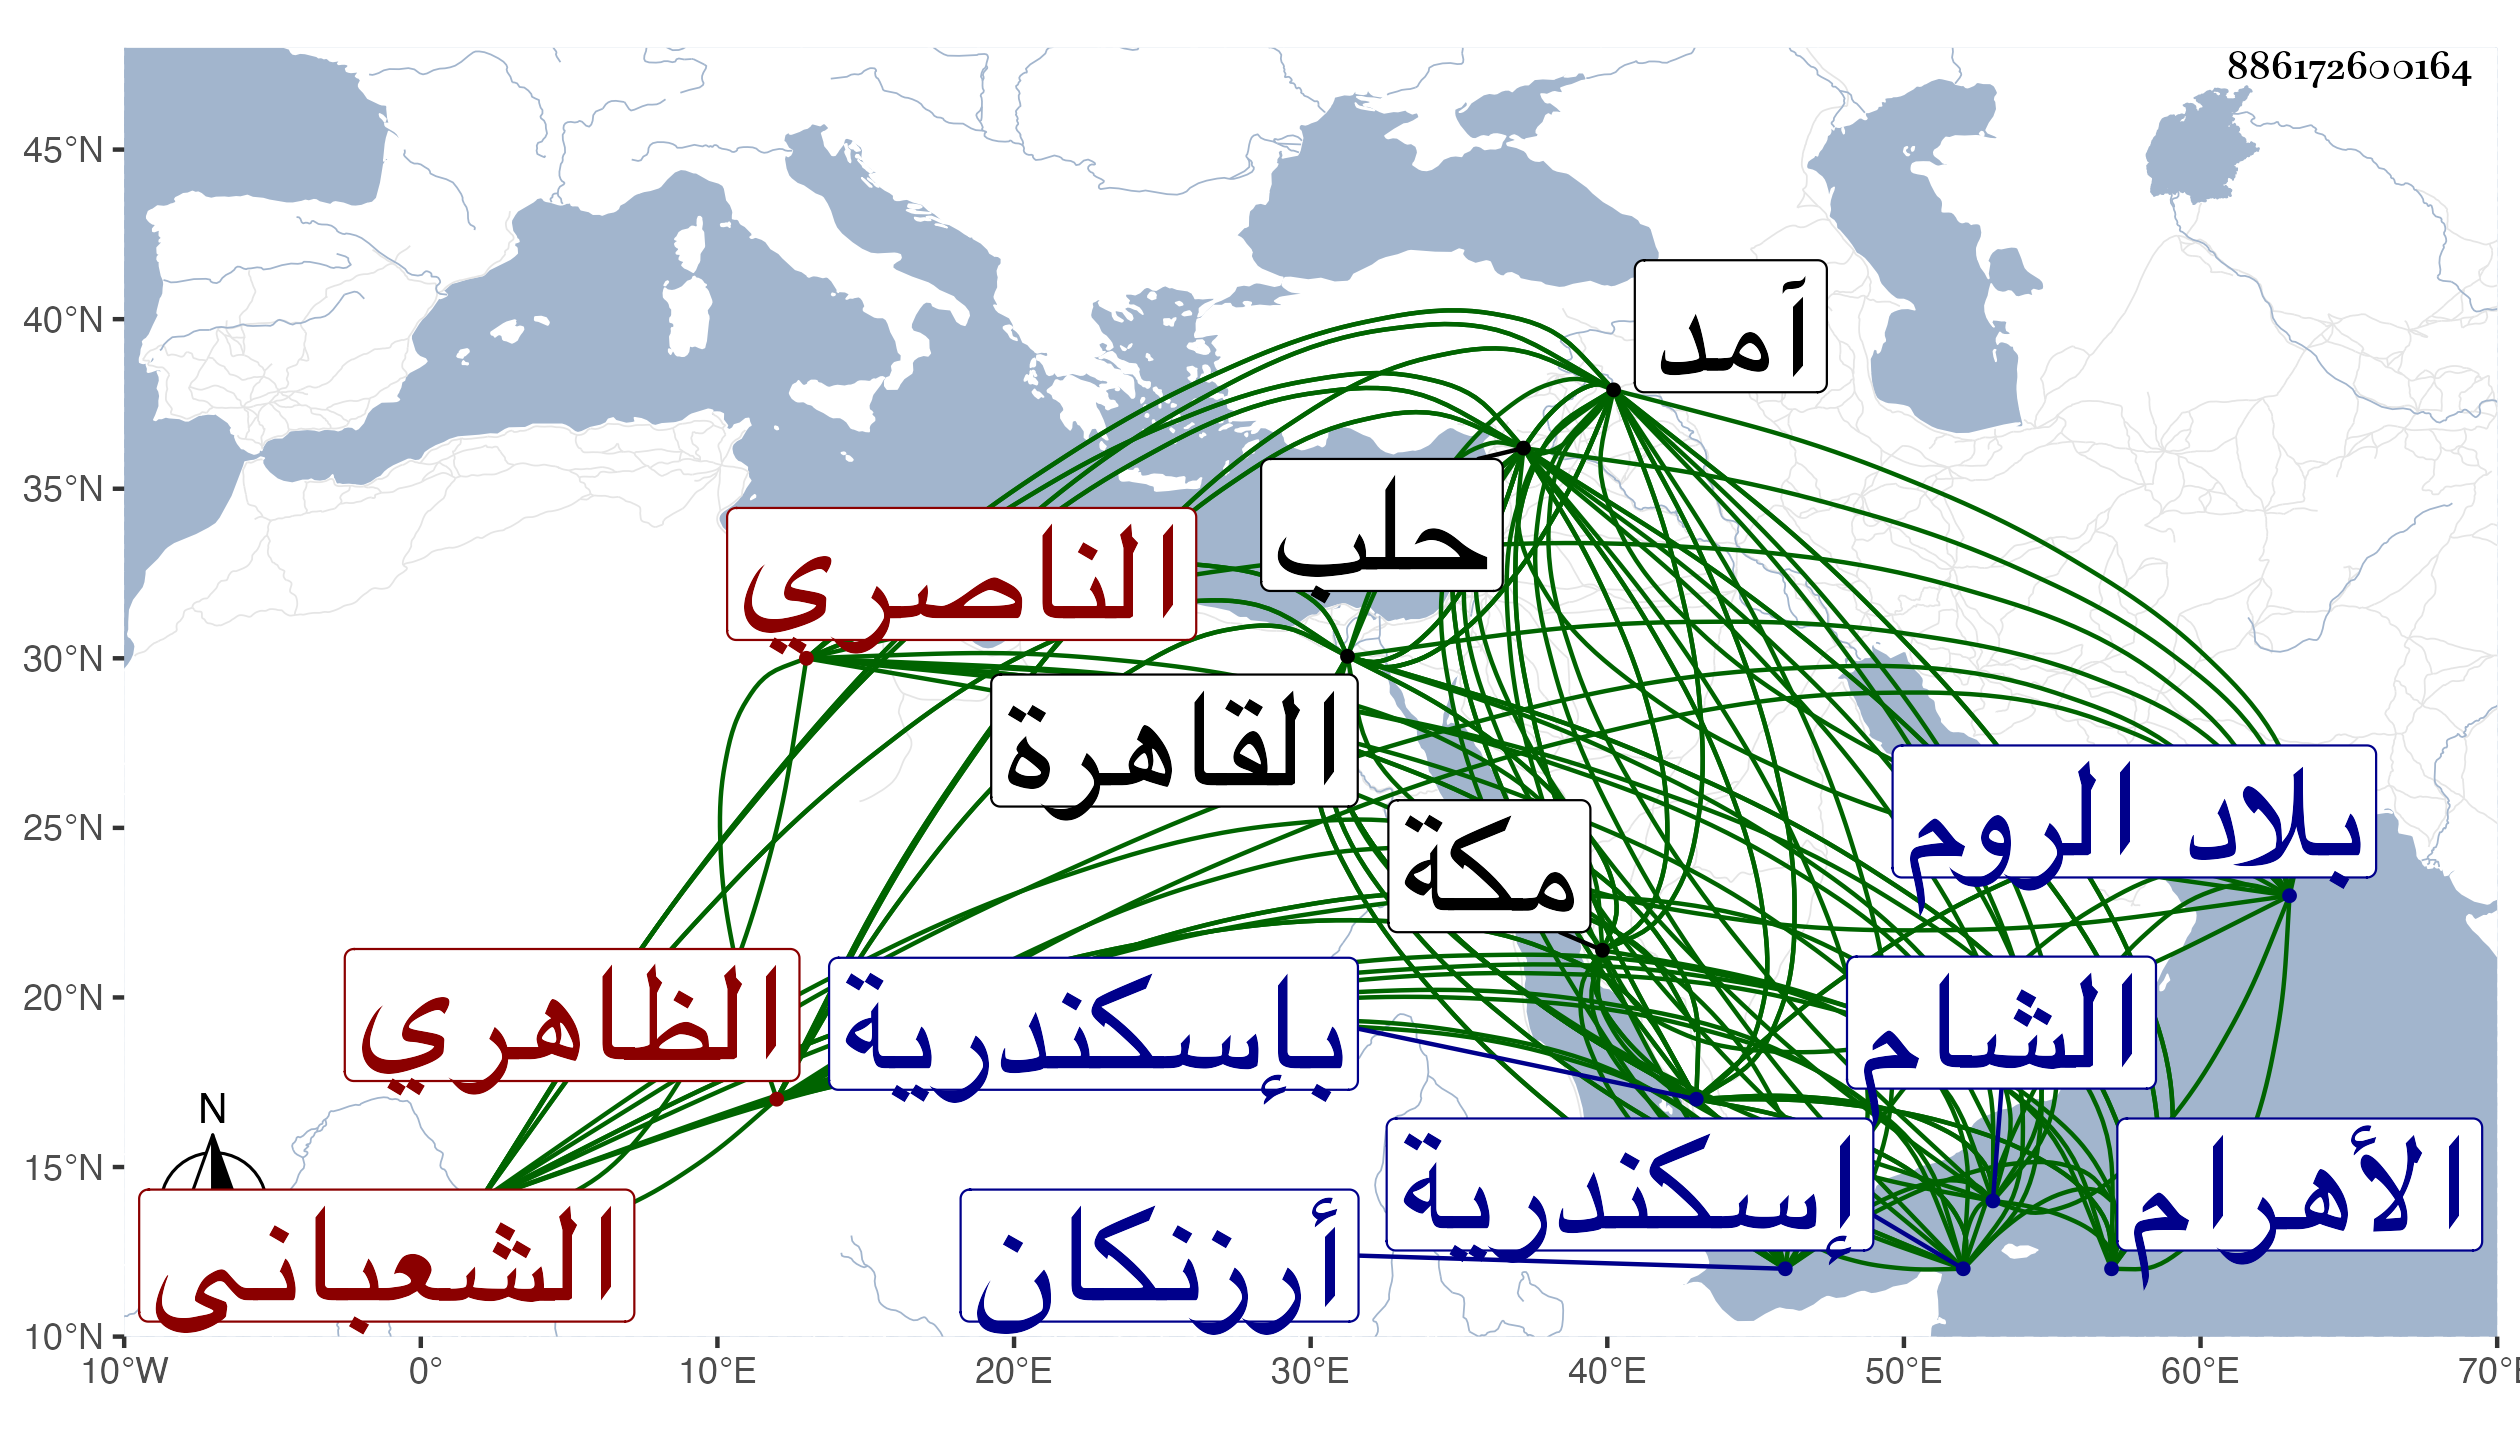 886172600164
45°N
آمد
40°N
35°N
حلب
الناصري
30°N
القاهرة
بلاد الروم
25°N
مكة
20°N
الظاهري
بإسكندرية
الشام
N
15°N
إسكندرية
الأهرام
الشعباني
أرزنكان
10°N
10°W 0° 10°E 20°E 30°E 40°E 50°E 60°E 70°E